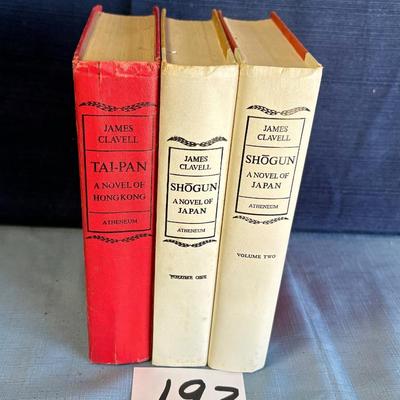 JAMES
CLAVELL
TAI-PAN
A NOVEL OF
HONG KONG
ATHENEUM
JAMES
CLAVELL
SHŌGUN
A NOVEL OF
JAPAN
ATHENEUM
VOLUME ONE
JAMES
CLAVELL
SHŌGUN
A NOVEL OF
JAPAN
ATHENEUM
VOLUME TWO